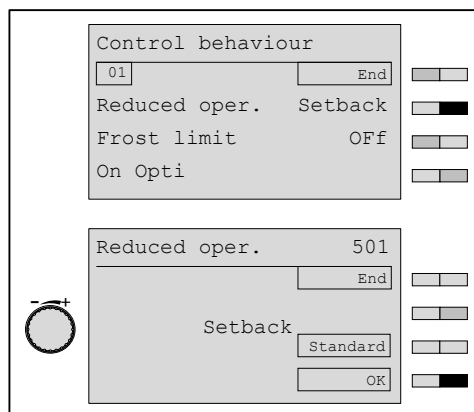 Control behaviour
01 End
Reduced oper. Setback
Frost limit OFf
On Opti
Reduced oper. 501
End
Setback
Standard
OK
- +